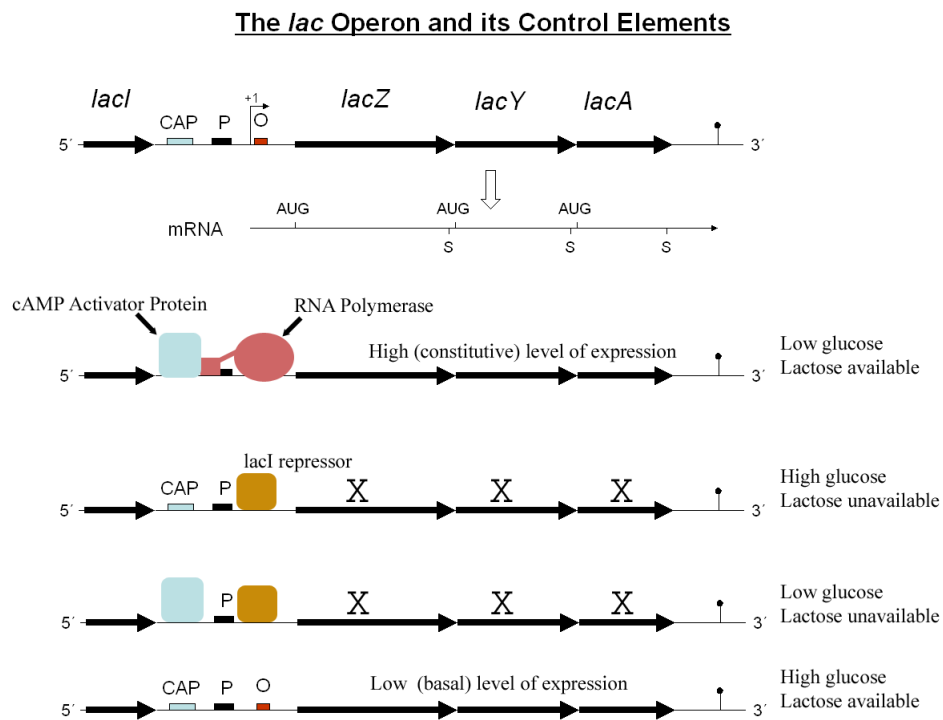 The lac Operon and its Control Elements
lacI lacZ lacY lacA
+1
CAP P O
5´ 3´
AUG AUG AUG
mRNA
S S S
cAMP Activator Protein RNA Polymerase
High (constitutive) level of expression
Low glucose
Lactose available
5´ 3´
lacI repressor
CAP P X X X
High glucose
Lactose unavailable
5´ 3´
P X X X
Low glucose
Lactose unavailable
5´ 3´
CAP P O Low (basal) level of expression
High glucose
Lactose available
5´ 3´